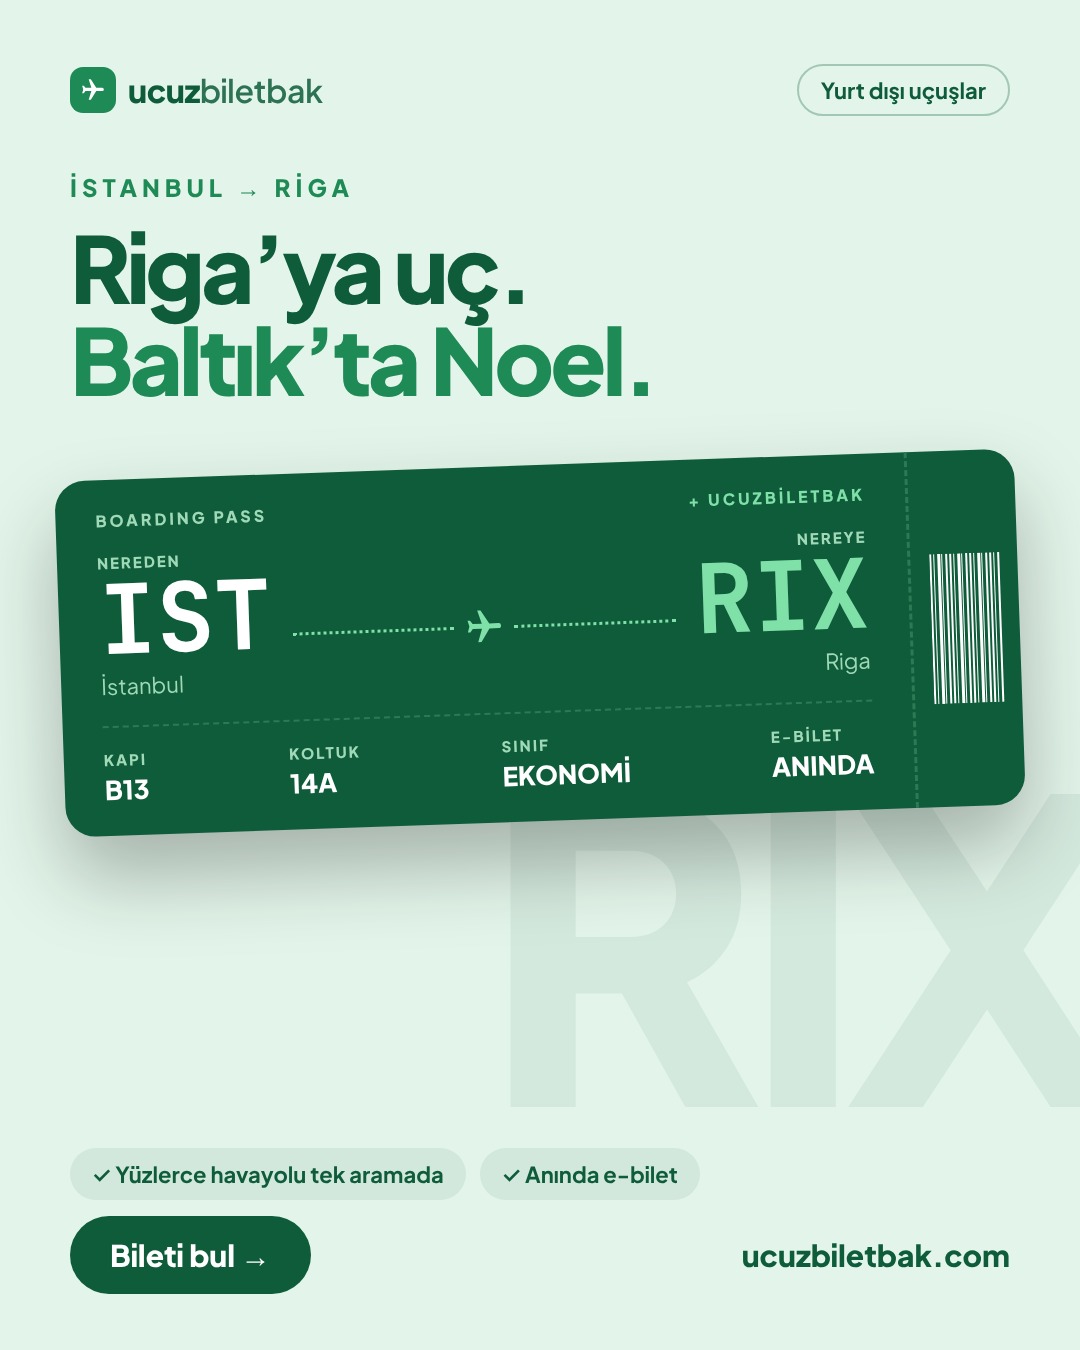 ucuzbiletbak
Yurt dışı uçuşlar
İSTANBUL → RİGA
Riga’ya uç.
Baltık’ta Noel.
BOARDING PASS
+ UCUZBİLETBAK
NEREDEN
NEREYE
IST
RIX
İstanbul
Riga
KAPI
KOLTUK
SINIF
E-BİLET
B13
14A
EKONOMİ
ANINDA
RIX
✓ Yüzlerce havayolu tek aramada
✓ Anında e-bilet
Bileti bul →
ucuzbiletbak.com